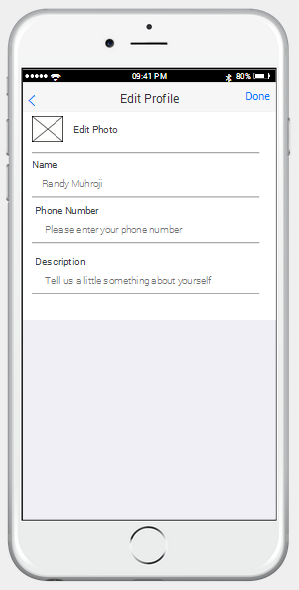 09:41 PM
80%
Edit Profile
Done
Edit Photo
Name
Randy Muhroji
Phone Number
Please enter your phone number
Description
Tell us a little something about yourself